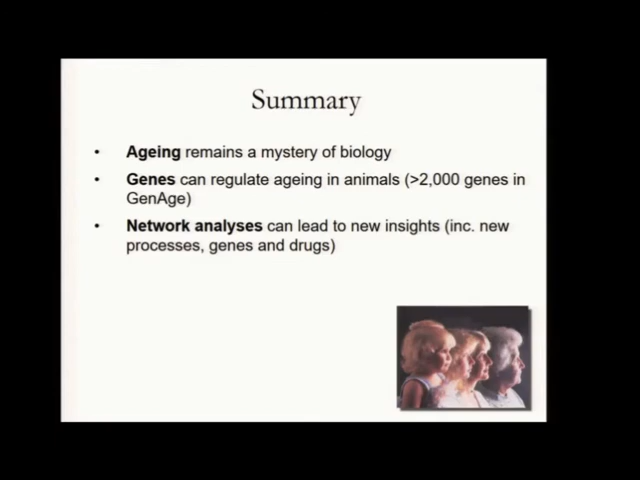 Summary
• Ageing remains a mystery of biology
• Genes can regulate ageing in animals (>2,000 genes in
GenAge)
• Network analyses can lead to new insights (inc. new
processes, genes and drugs)